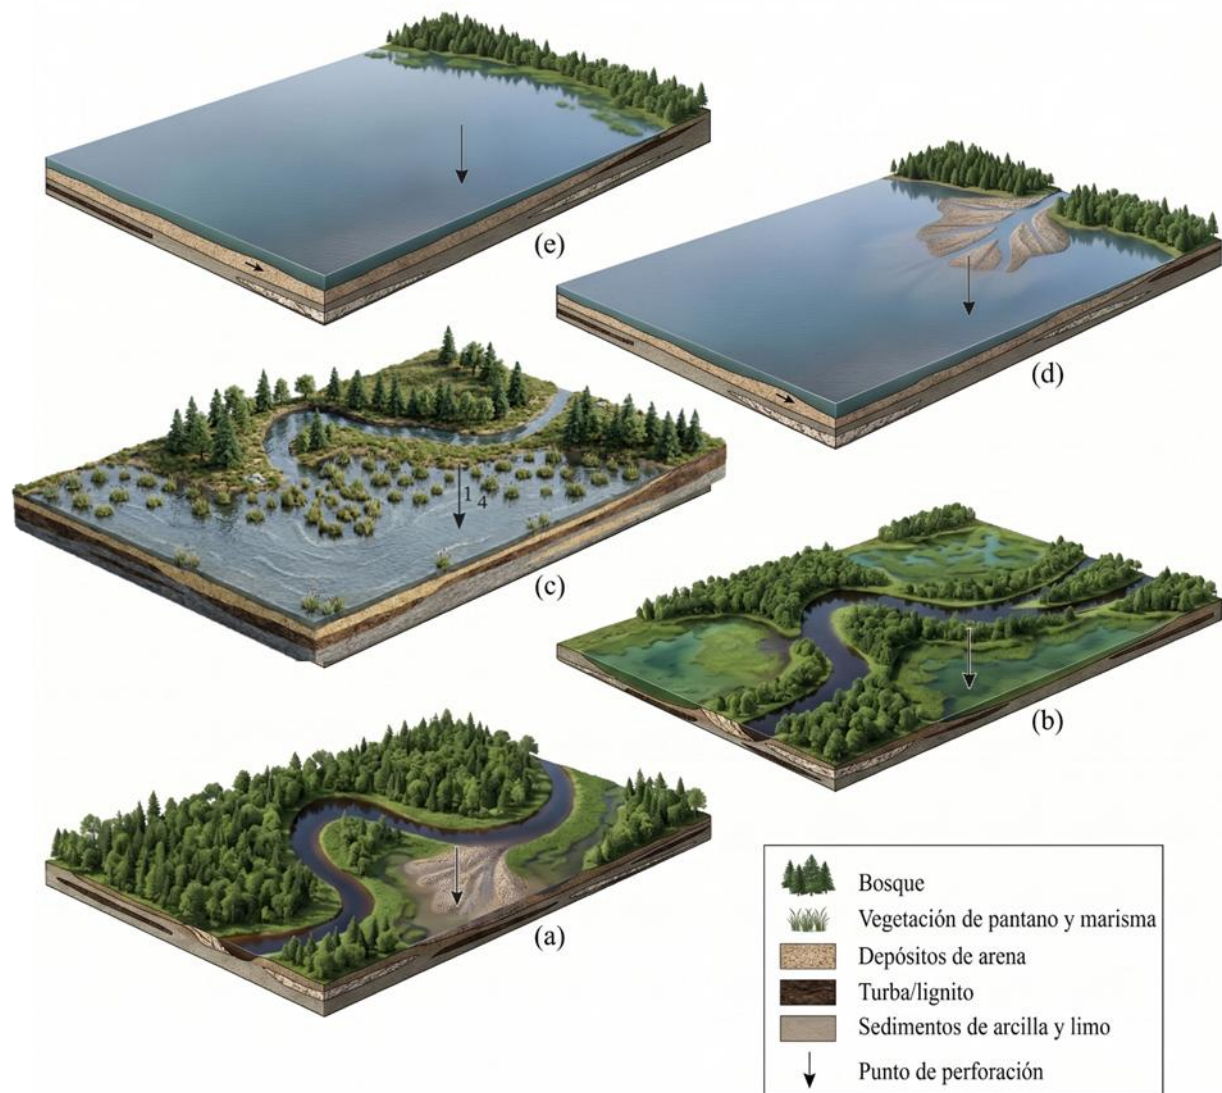 (e)
(d)
1 4
(c)
(b)
(a)
Bosque
Vegetación de pantano y marisma
Depósitos de arena
Turba/lignito
Sedimentos de arcilla y limo
Punto de perforación